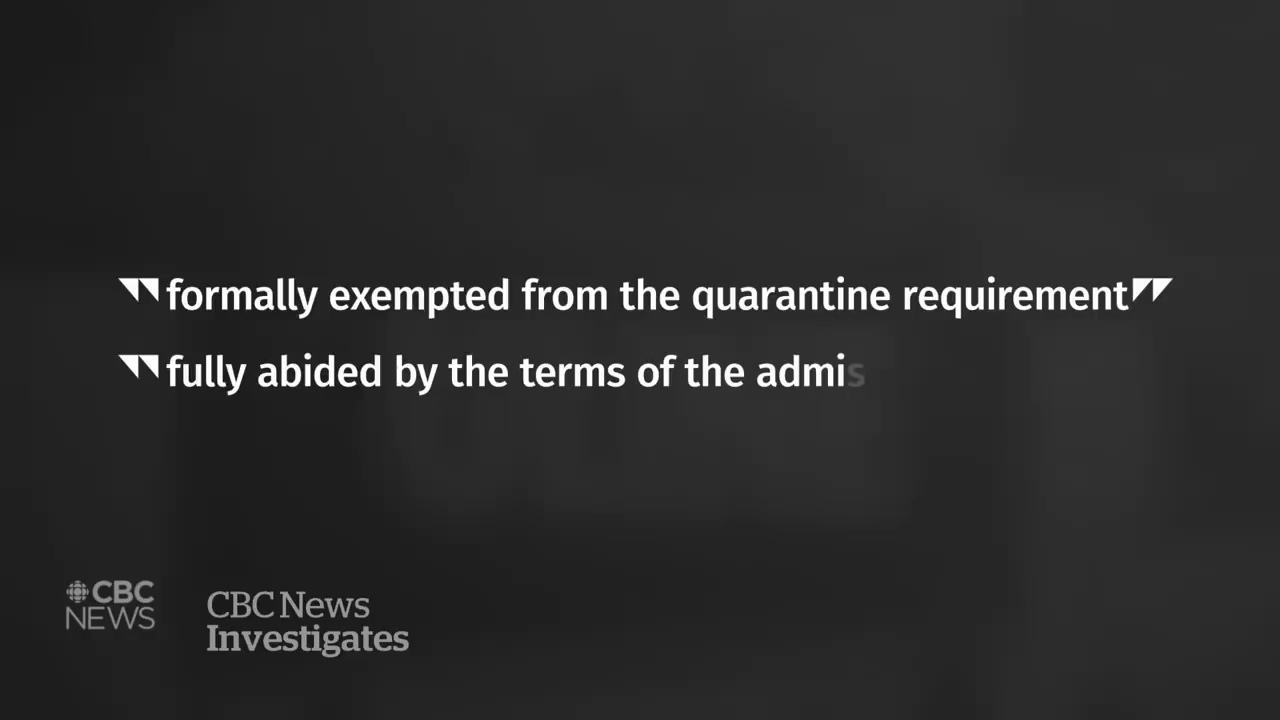 "formally exempted from the quarantine requirement"
"fully abided by the terms of the admis
CBC
NEWS
CBC News
Investigates